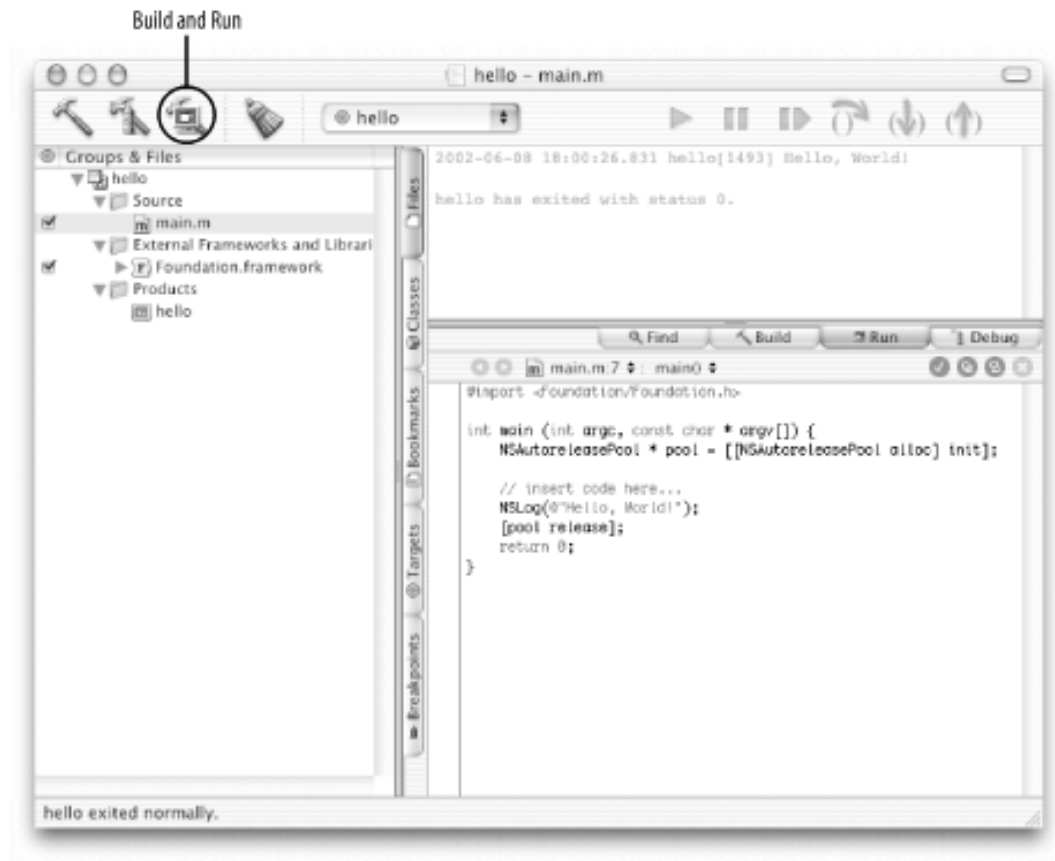 Build and Run
hello – main.m
hello
Groups & Files
hello
Source
main.m
External Frameworks and Librari
Foundation.framework
Products
hello
Files
Classes
Bookmarks
Targets
Breakpoints
2002-06-08 18:00:26.831 hello[1493] Hello, World!
hello has exited with status 0.
Find
Build
Run
Debug
main.m:7
main()
#import <Foundation/Foundation.h>
int main (int argc, const char * argv[]) {
NSAutoreleasePool * pool = [[NSAutoreleasePool alloc] init];
// insert code here...
NSLog(@"Hello, World!");
[pool release];
return 0;
}
hello exited normally.